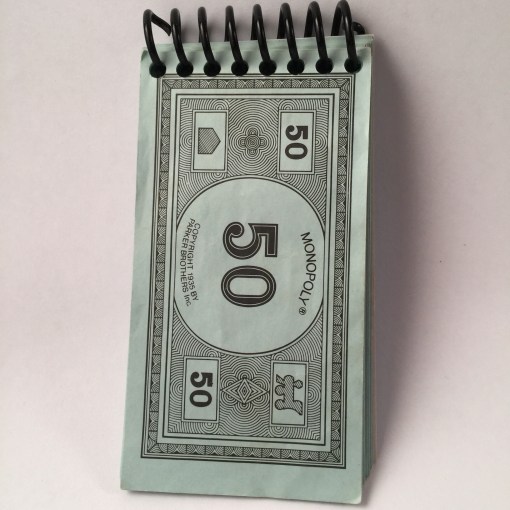 50
MONOPOLY®
50
COPYRIGHT 1935 BY
PARKER BROTHERS Inc.
50